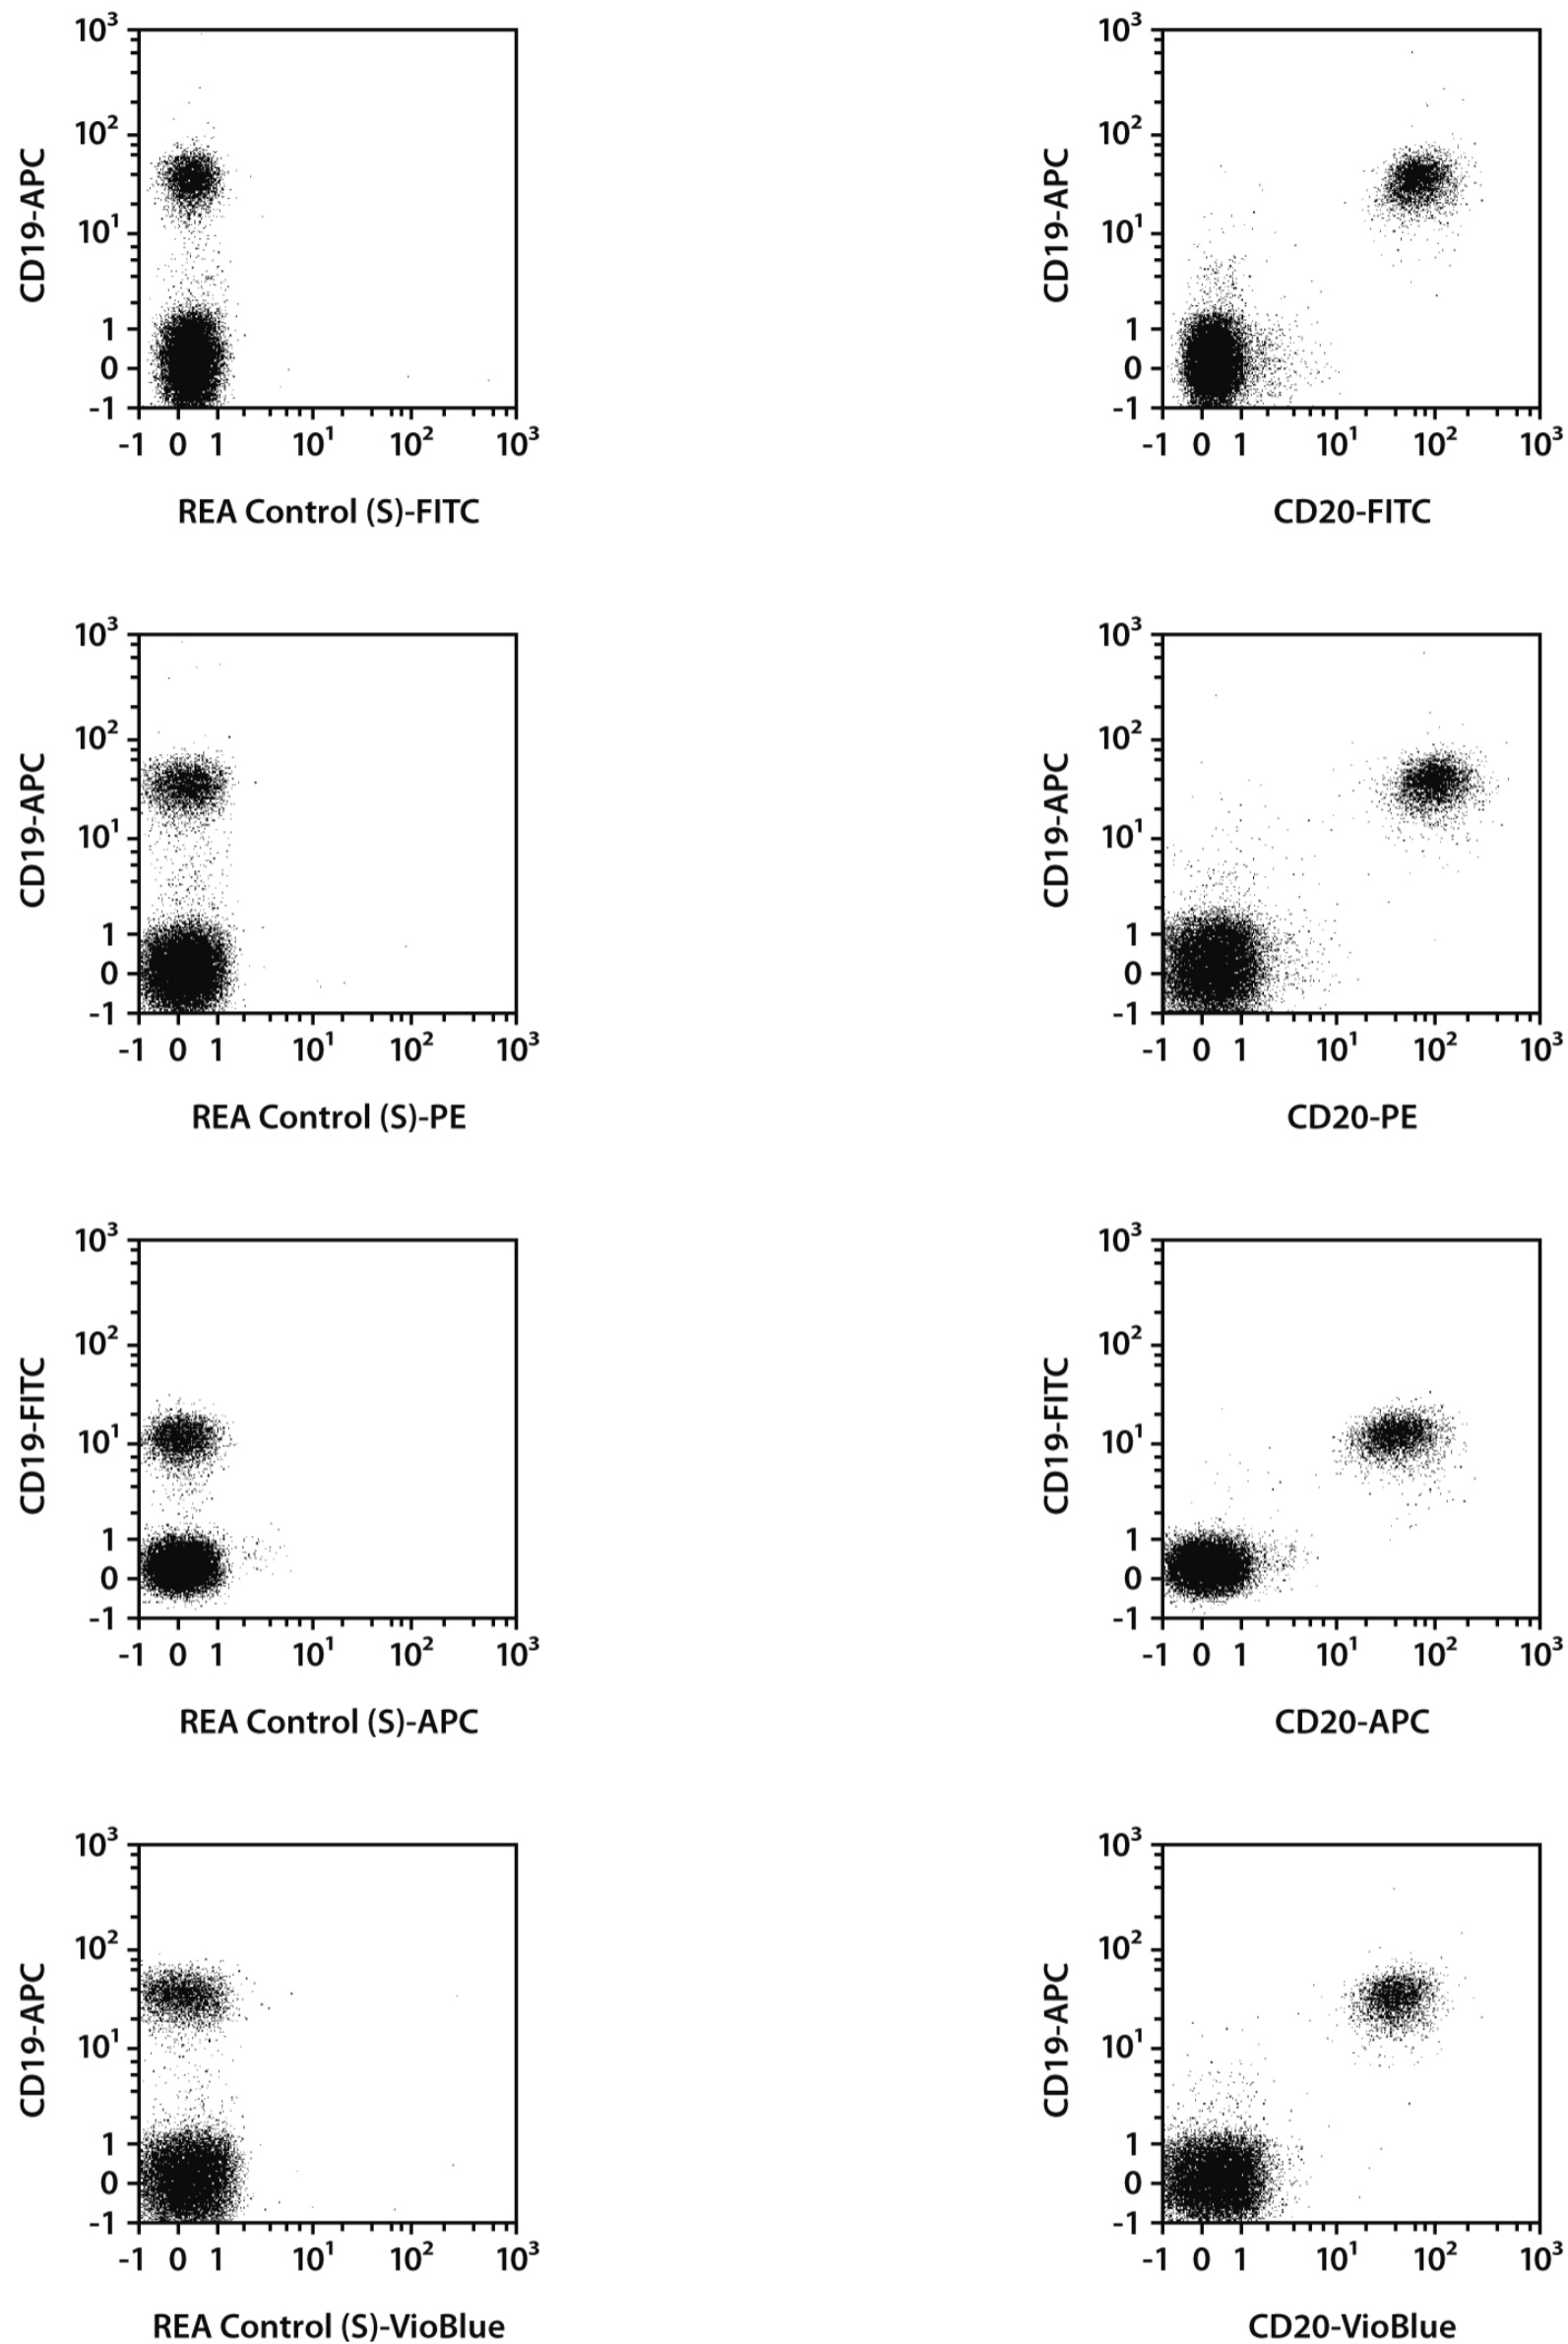 10³
10²
10¹
1
0
-1
CD19-APC
-1 0 1 10¹ 10² 10³
REA Control (S)-FITC
10³
10²
10¹
1
0
-1
CD19-APC
-1 0 1 10¹ 10² 10³
CD20-FITC
10³
10²
10¹
1
0
-1
CD19-APC
-1 0 1 10¹ 10² 10³
REA Control (S)-PE
10³
10²
10¹
1
0
-1
CD19-APC
-1 0 1 10¹ 10² 10³
CD20-PE
10³
10²
10¹
1
0
-1
CD19-FITC
-1 0 1 10¹ 10² 10³
REA Control (S)-APC
10³
10²
10¹
1
0
-1
CD19-FITC
-1 0 1 10¹ 10² 10³
CD20-APC
10³
10²
10¹
1
0
-1
CD19-APC
-1 0 1 10¹ 10² 10³
REA Control (S)-VioBlue
10³
10²
10¹
1
0
-1
CD19-APC
-1 0 1 10¹ 10² 10³
CD20-VioBlue